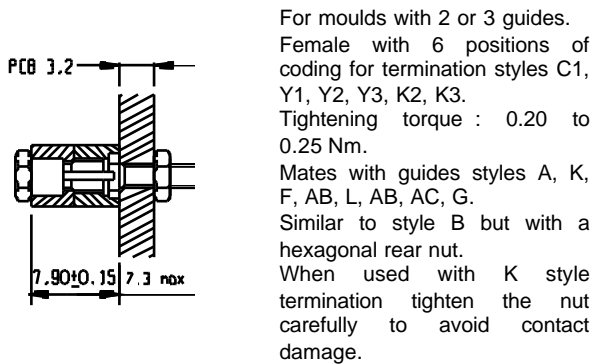 PCB 3,2
7,90±0,15
7.3 max
For moulds with 2 or 3 guides.
Female with 6 positions of
coding for termination styles C1,
Y1, Y2, Y3, K2, K3.
Tightening torque : 0.20 to
0.25 Nm.
Mates with guides styles A, K,
F, AB, L, AB, AC, G.
Similar to style B but with a
hexagonal rear nut.
When used with K style
termination tighten the nut
carefully to avoid contact
damage.